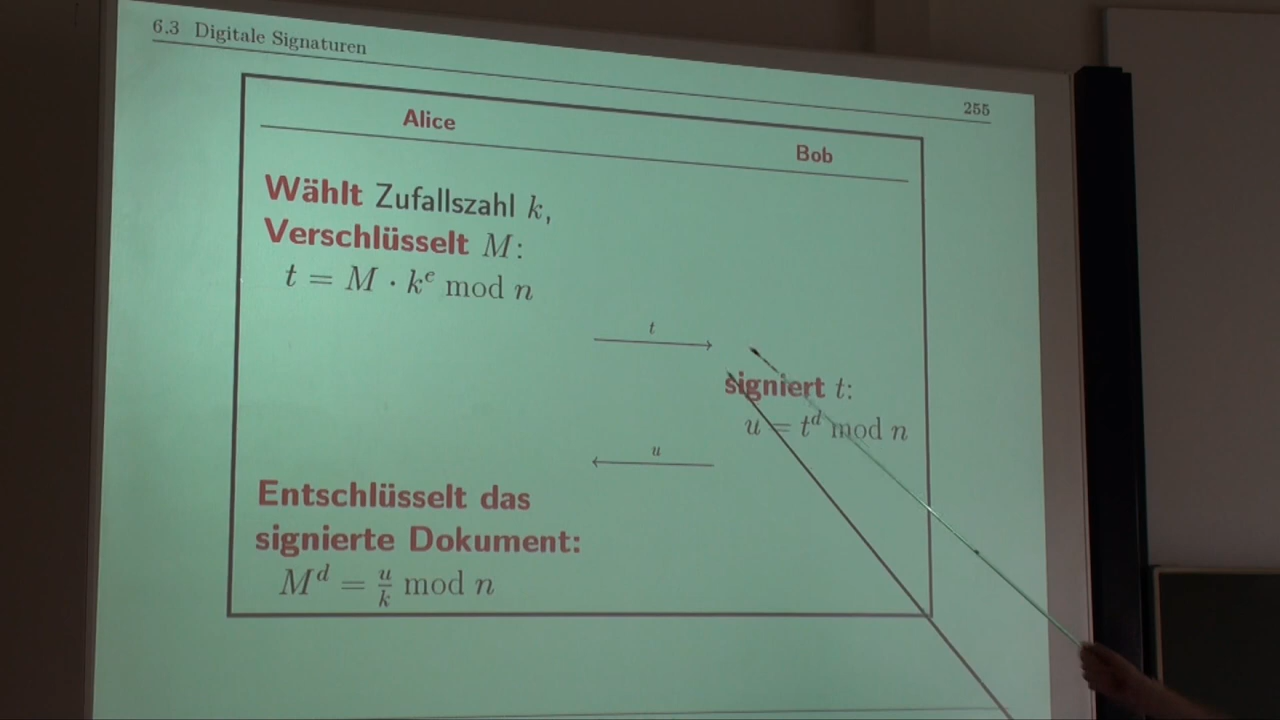 6.3 Digitale Signaturen
255
Alice
Bob
Wählt Zufallszahl k,
Verschlüsselt M:
t = M · k^e mod n
t
signiert t:
u = t^d mod n
u
Entschlüsselt das
signierte Dokument:
M^d = u/k mod n